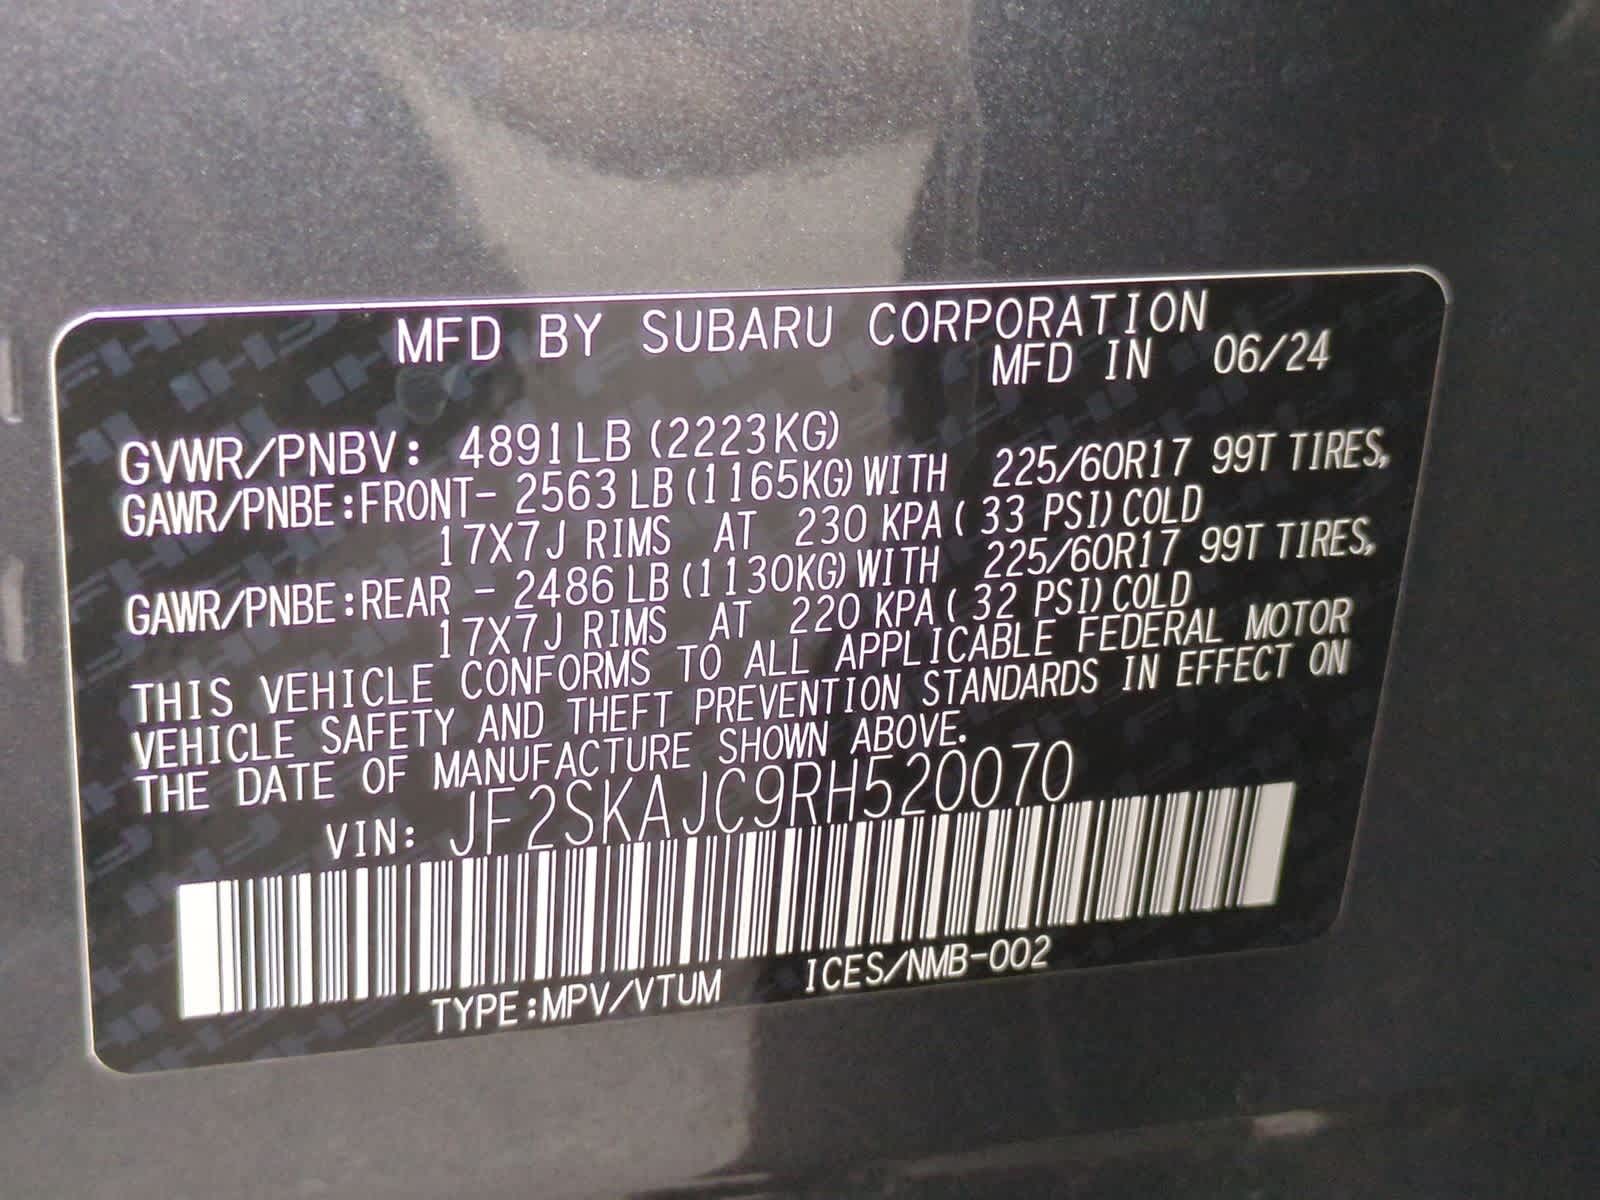 MFD BY SUBARU CORPORATION
MFD IN 06/24
GVWR/PNBV: 4891LB (2223KG)
GAWR/PNBE:FRONT- 2563 LB (1165KG) WITH 225/60R17 99T TIRES,
17X7J RIMS AT 230 KPA ( 33 PSI) COLD
GAWR/PNBE:REAR - 2486 LB (1130KG) WITH 225/60R17 99T TIRES,
17X7J RIMS AT 220 KPA ( 32 PSI) COLD
THIS VEHICLE CONFORMS TO ALL APPLICABLE FEDERAL MOTOR
VEHICLE SAFETY AND THEFT PREVENTION STANDARDS IN EFFECT ON
THE DATE OF MANUFACTURE SHOWN ABOVE.
VIN: JF2SKAJC9RH520070
TYPE:MPV/VTUM ICES/NMB-002